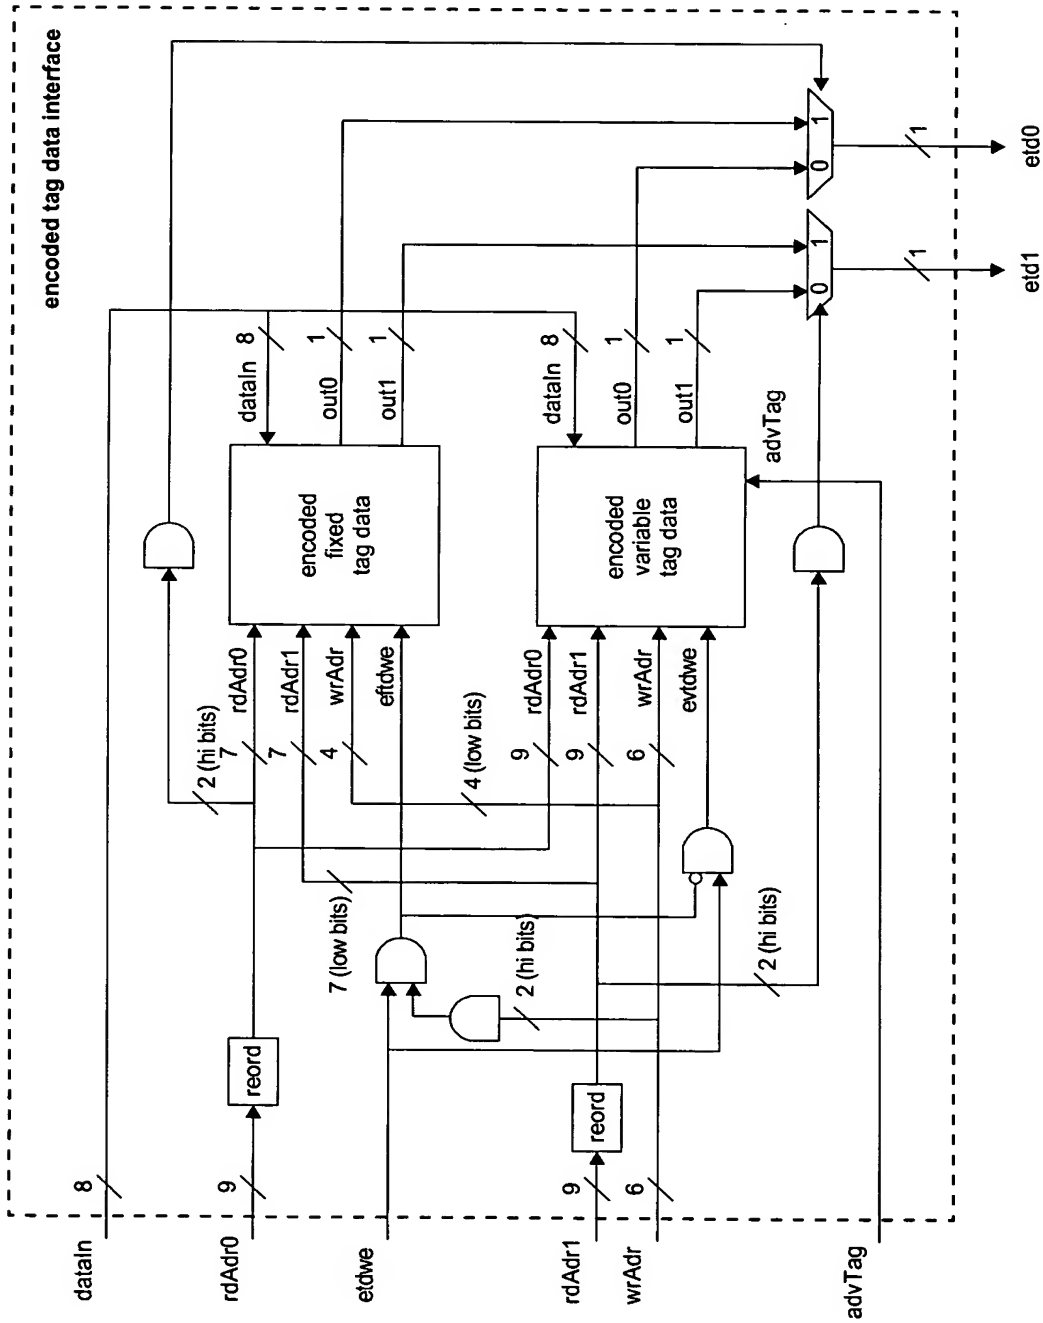 encoded tag data interface
dataIn
8
rdAdr0
9
etdwe
rdAdr1
9
wrAdr
6
advTag
reord
reord
2 (hi bits)
7
rdAdr0
7
rdAdr1
4
wrAdr
eftdwe
7 (low bits)
2 (hi bits)
4 (low bits)
9
rdAdr0
9
rdAdr1
6
wrAdr
evtdwe
2 (hi bits)
encoded
fixed
tag data
encoded
variable
tag data
dataIn
8
out0
1
out1
1
dataIn
8
out0
1
out1
1
advTag
0
1
0
1
1
etd0
1
etd1